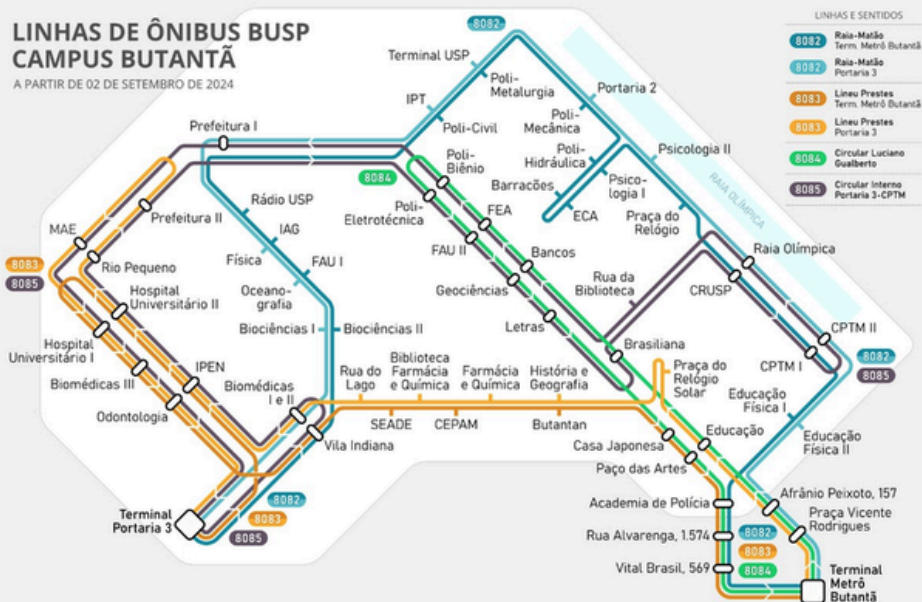 LINHAS DE ÔNIBUS BUSP
CAMPUS BUTANTÃ
A PARTIR DE 02 DE SETEMBRO DE 2024
LINHAS E SENTIDOS
8082
Raia-Matão
Term. Metrô Butantã
8082
Raia-Matão
Portaria 3
8083
Lineu Prestes
Term. Metrô Butantã
8083
Lineu Prestes
Portaria 3
8084
Circular Luciano
Gualberto
8085
Circular Interno
Portaria 3-CPTM
8082
Terminal USP
Poli-
Metalurgia
IPT
Poli-Civil
Portaria 2
Poli-
Mecânica
Poli-
Hidráulica
Psicologia II
Barracões
Psico-
logia I
ECA
Praça do
Relógio
RAIA OLÍMPICA
Raia Olímpica
CRUSP
CPTM II
CPTM I
8082
8085
Educação
Física I
Educação
Física II
Prefeitura I
8084
Poli-
Biênio
Poli-
Eletrotécnica
FEA
FAU II
Bancos
Geociências
Letras
Rua da
Biblioteca
Brasiliana
Rádio USP
IAG
Física
FAU I
Oceano-
grafia
Biociências I
Biociências II
Prefeitura II
MAE
8083
8085
Rio Pequeno
Hospital
Universitário II
Hospital
Universitário I
IPEN
Biomédicas III
Biomédicas
I e II
Odontologia
Rua do
Lago
Biblioteca
Farmácia
e Química
Farmácia
e Química
História e
Geografia
Praça do
Relógio
Solar
SEADE
CEPAM
Butantan
Vila Indiana
Casa Japonesa
Educação
Paço das Artes
Terminal
Portaria 3
8082
8083
8085
Academia de Polícia
Afrânio Peixoto, 157
Praça Vicente
Rodrigues
Rua Alvarenga, 1.574
Vital Brasil, 569
8082
8083
8084
Terminal
Metrô
Butantã